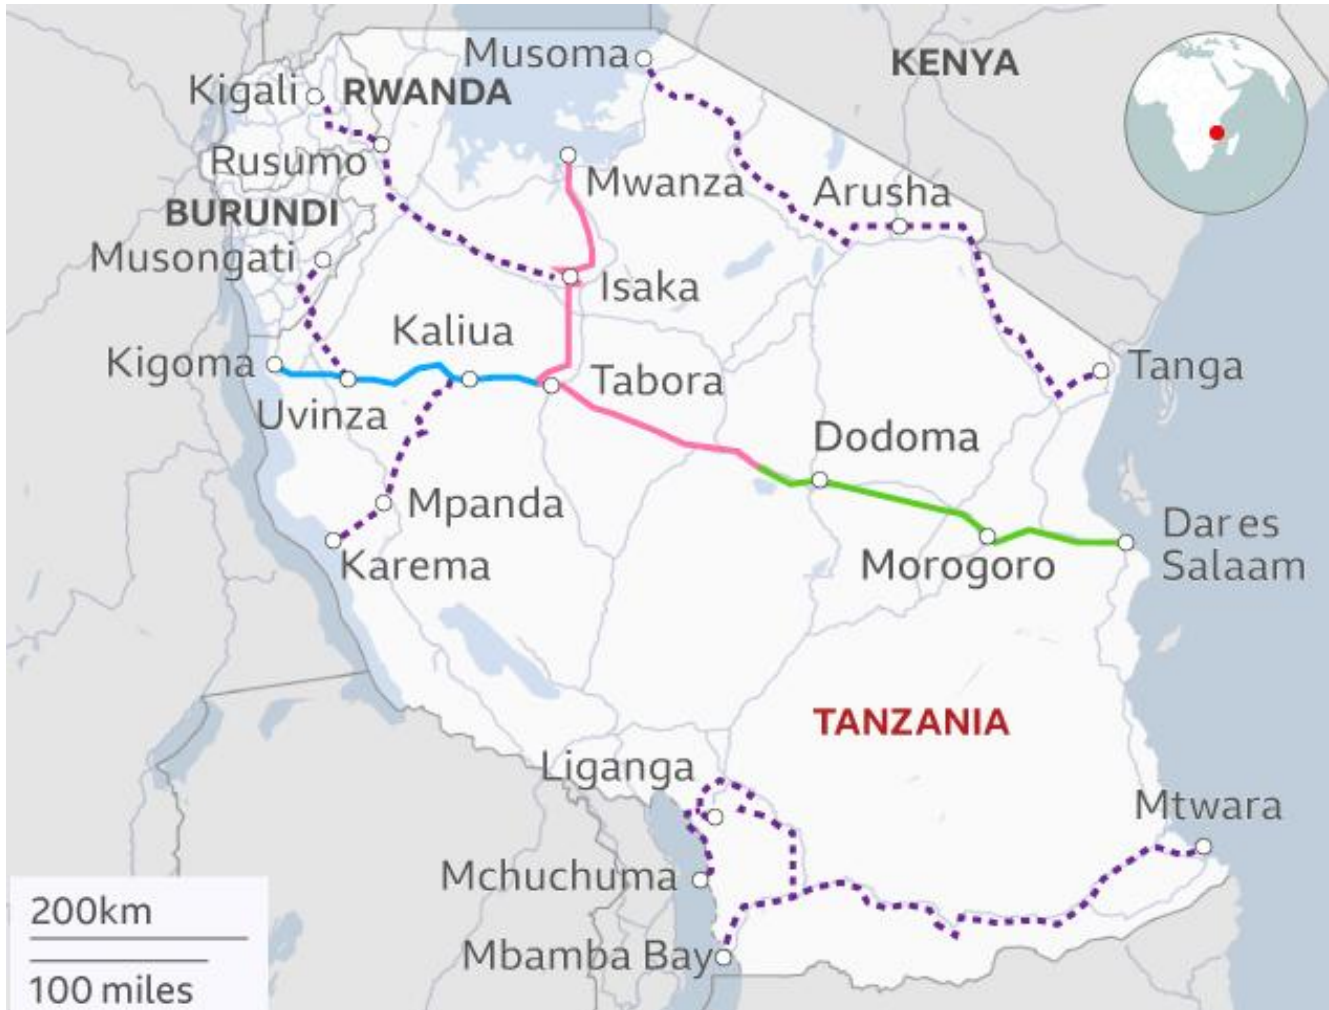 Musoma
KENYA
Kigali
RWANDA
Rusumo
Mwanza
Arusha
BURUNDI
Musongati
Isaka
Kaliua
Kigoma
Tabora
Tanga
Uvinza
Dodoma
Mpanda
Dar es
Salaam
Karema
Morogoro
TANZANIA
Liganga
Mtwara
Mchuchuma
200km
Mbamba Bay
100 miles